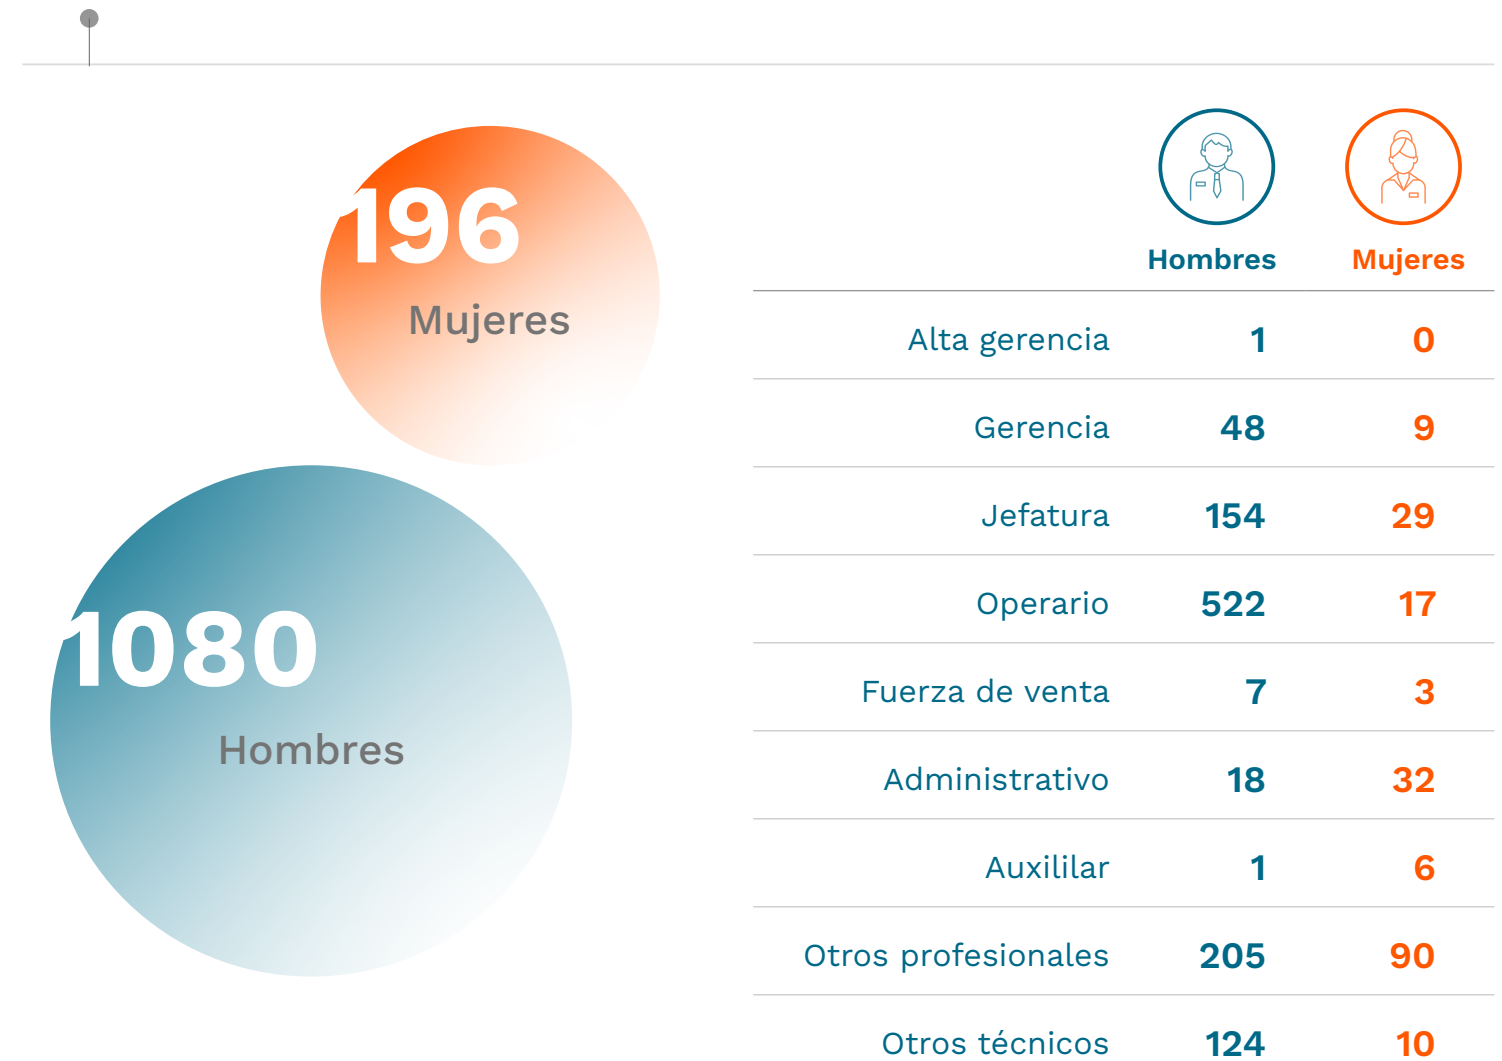 196
Mujeres
1080
Hombres
Hombres Mujeres
Alta gerencia 1 0
Gerencia 48 9
Jefatura 154 29
Operario 522 17
Fuerza de venta 7 3
Administrativo 18 32
Auxililar 1 6
Otros profesionales 205 90
Otros técnicos 124 10